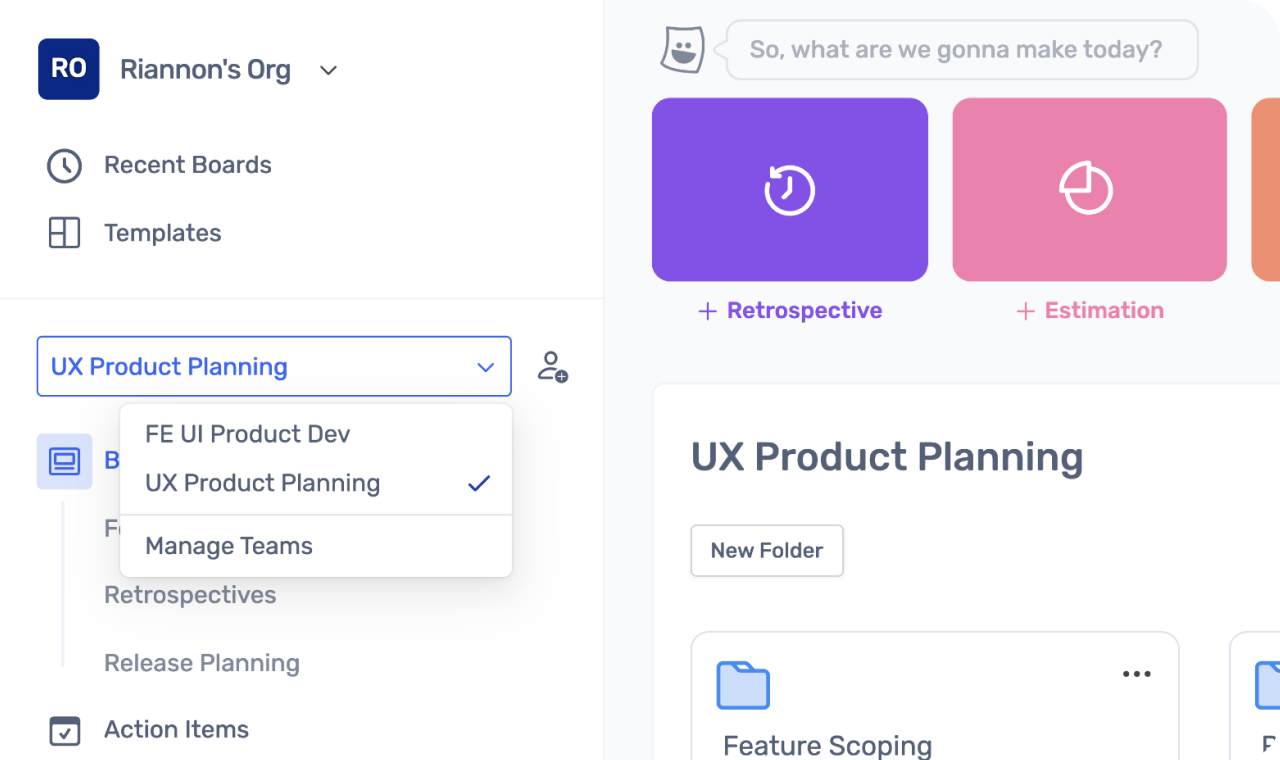 RO
Riannon's Org
Recent Boards
Templates
UX Product Planning
FE UI Product Dev
UX Product Planning
Manage Teams
Retrospectives
Release Planning
Action Items
So, what are we gonna make today?
+ Retrospective
+ Estimation
UX Product Planning
New Folder
Feature Scoping